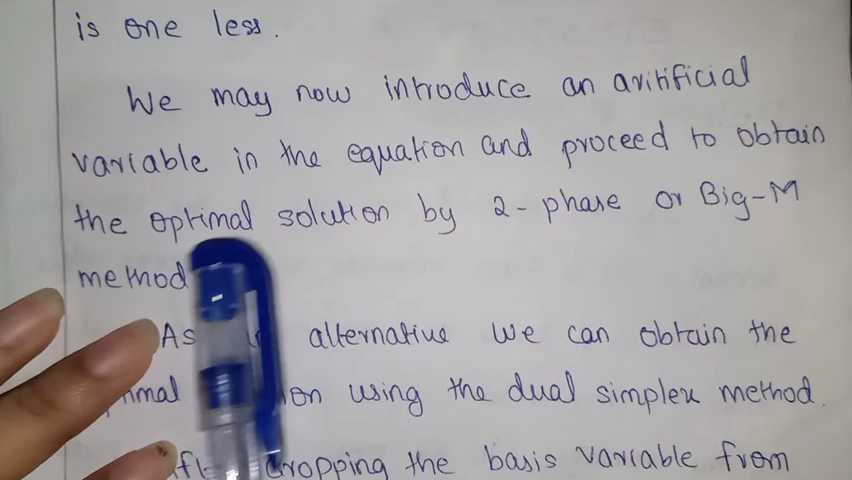 is one less.
We may now introduce an aritificial
variable in the equation and proceed to obtain
the optimal solution by 2-phase or Big-M
method
As alternative we can obtain the
using the dual simplex method.
dropping the basis variable from